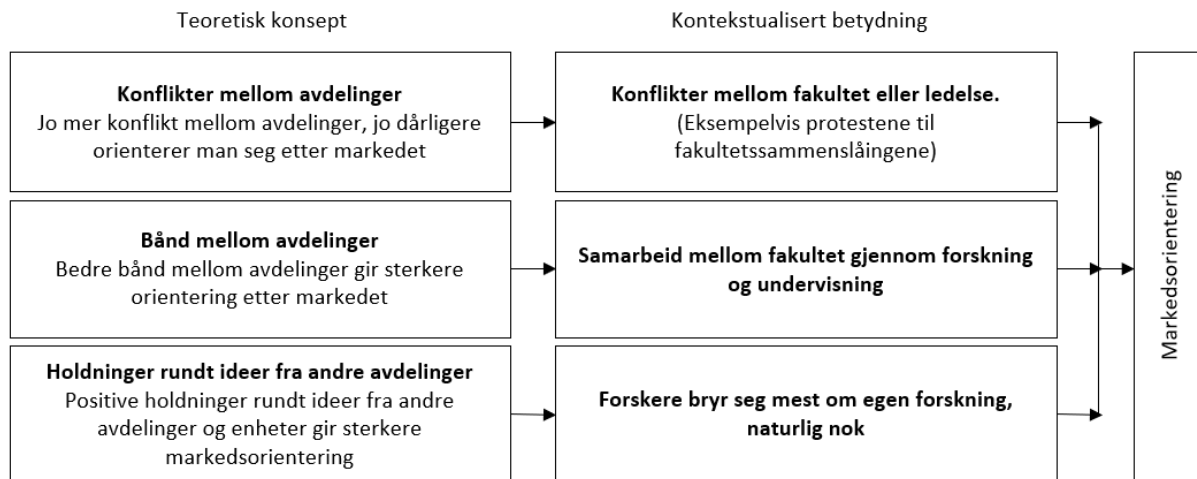 Teoretisk konsept
Kontekstualisert betydning
Konflikter mellom avdelinger
Jo mer konflikt mellom avdelinger, jo dårligere
orienterer man seg etter markedet
Konflikter mellom fakultet eller ledelse.
(Eksempelvis protestene til
fakultetssammenslåingene)
Bånd mellom avdelinger
Bedre bånd mellom avdelinger gir sterkere
orientering etter markedet
Samarbeid mellom fakultet gjennom forskning
og undervisning
Holdninger rundt ideer fra andre avdelinger
Positive holdninger rundt ideer fra andre
avdelinger og enheter gir sterkere
markedsorientering
Forskere bryr seg mest om egen forskning,
naturlig nok
Markedsorientering